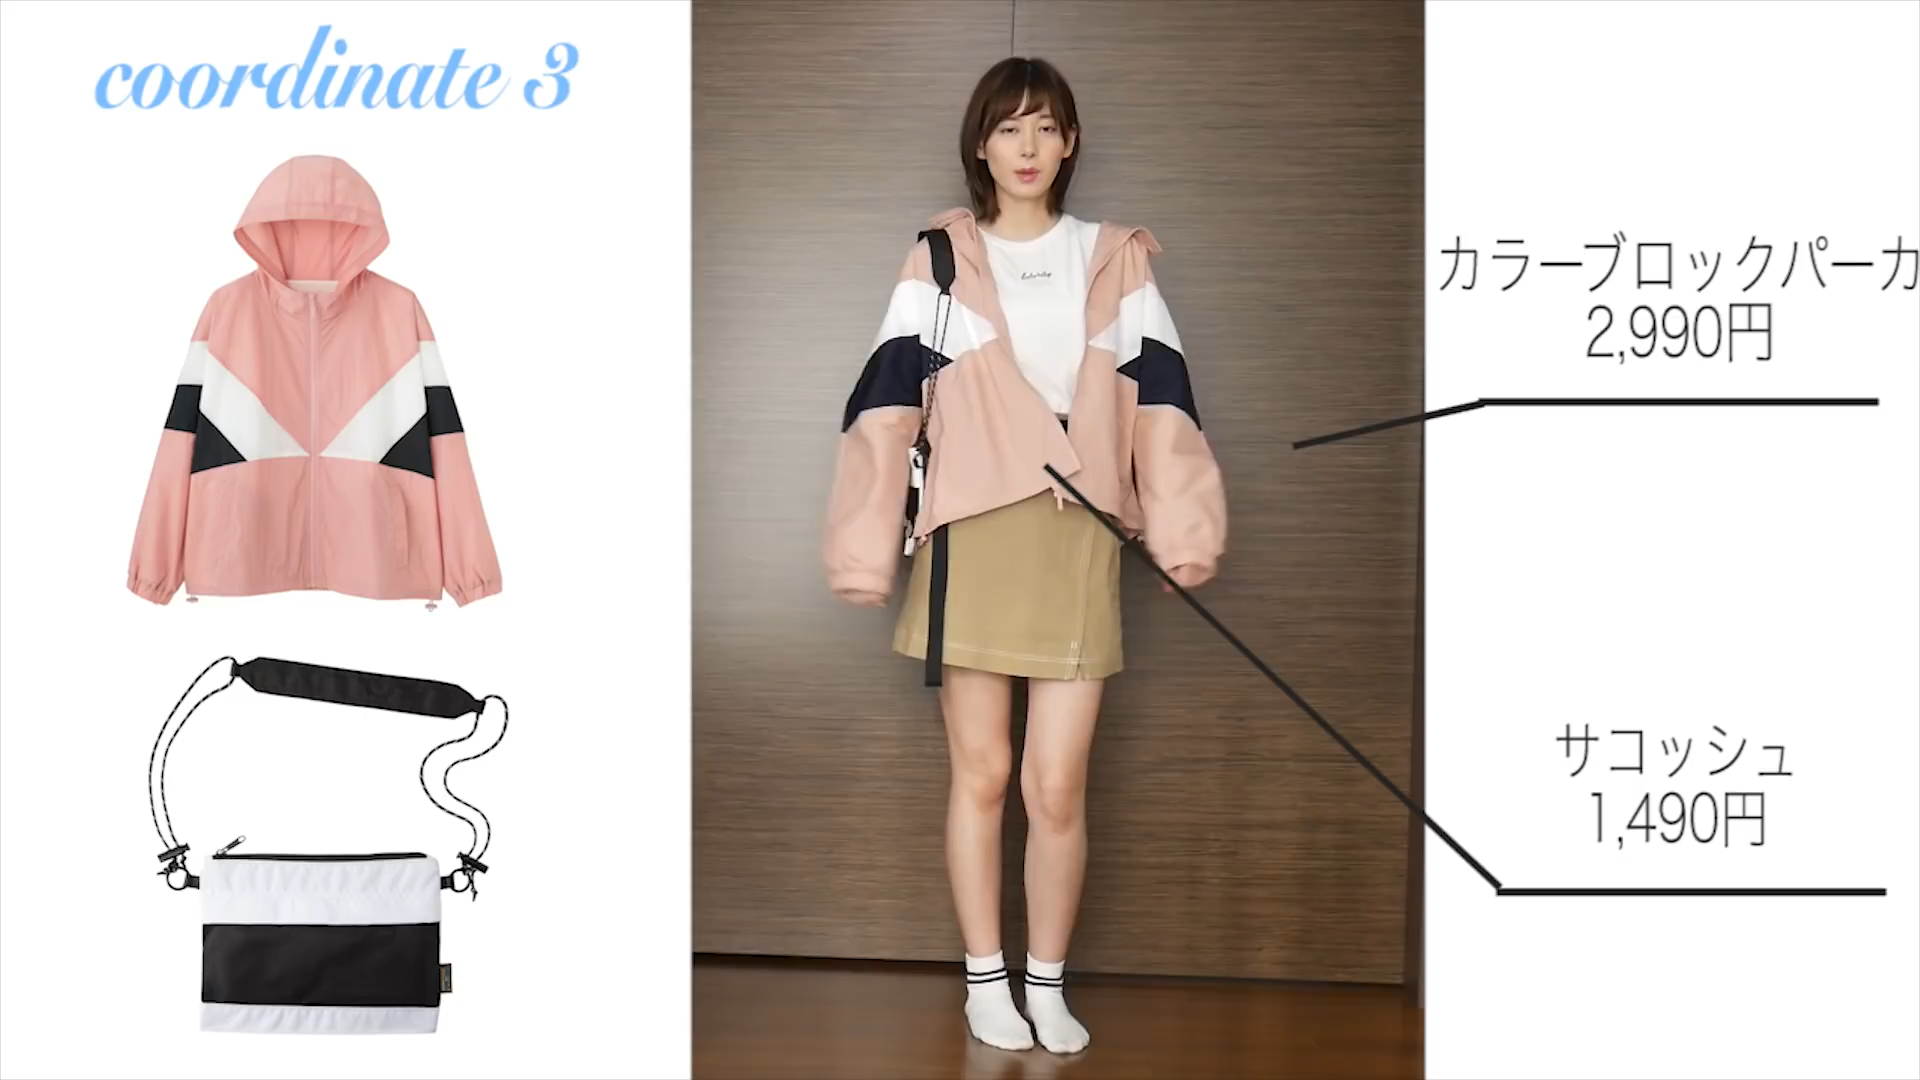 coordinate 3
カラーブロックパーカ
2,990円
サコッシュ
1,490円